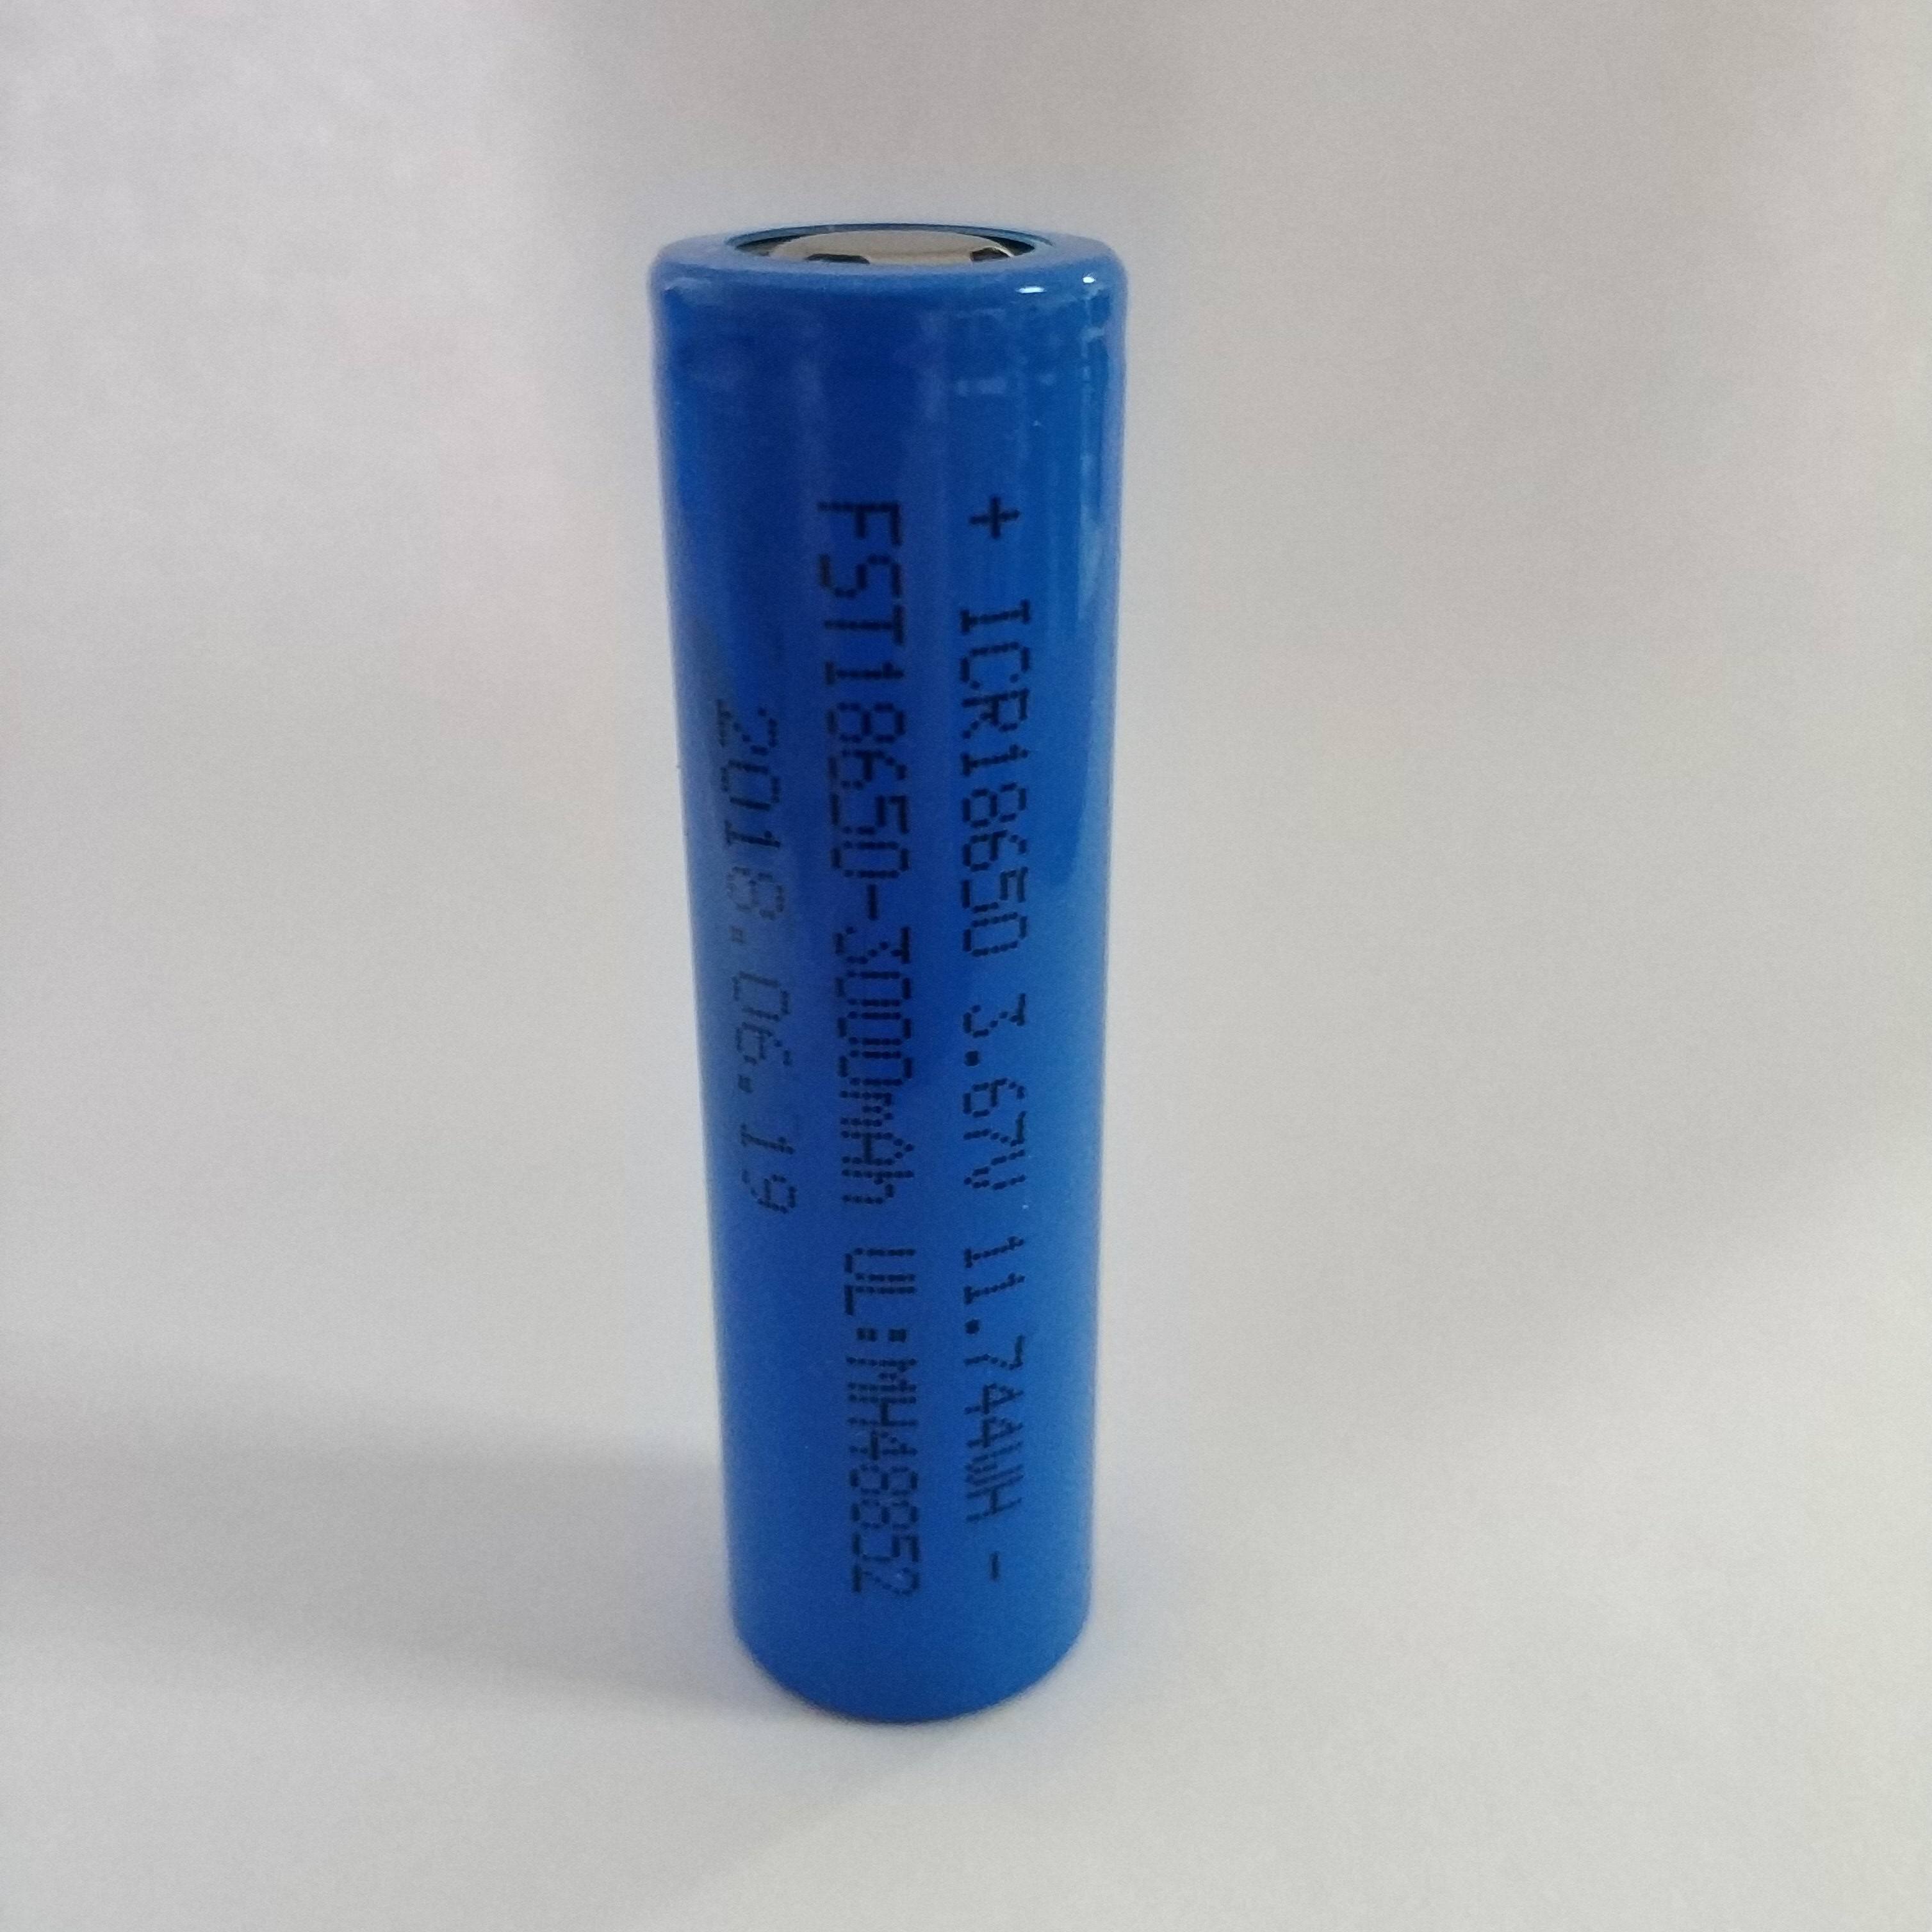 + ICR18650 3.67V 11.744WH -
FST18650-3000mAh UL:MH48852
2018.06.19